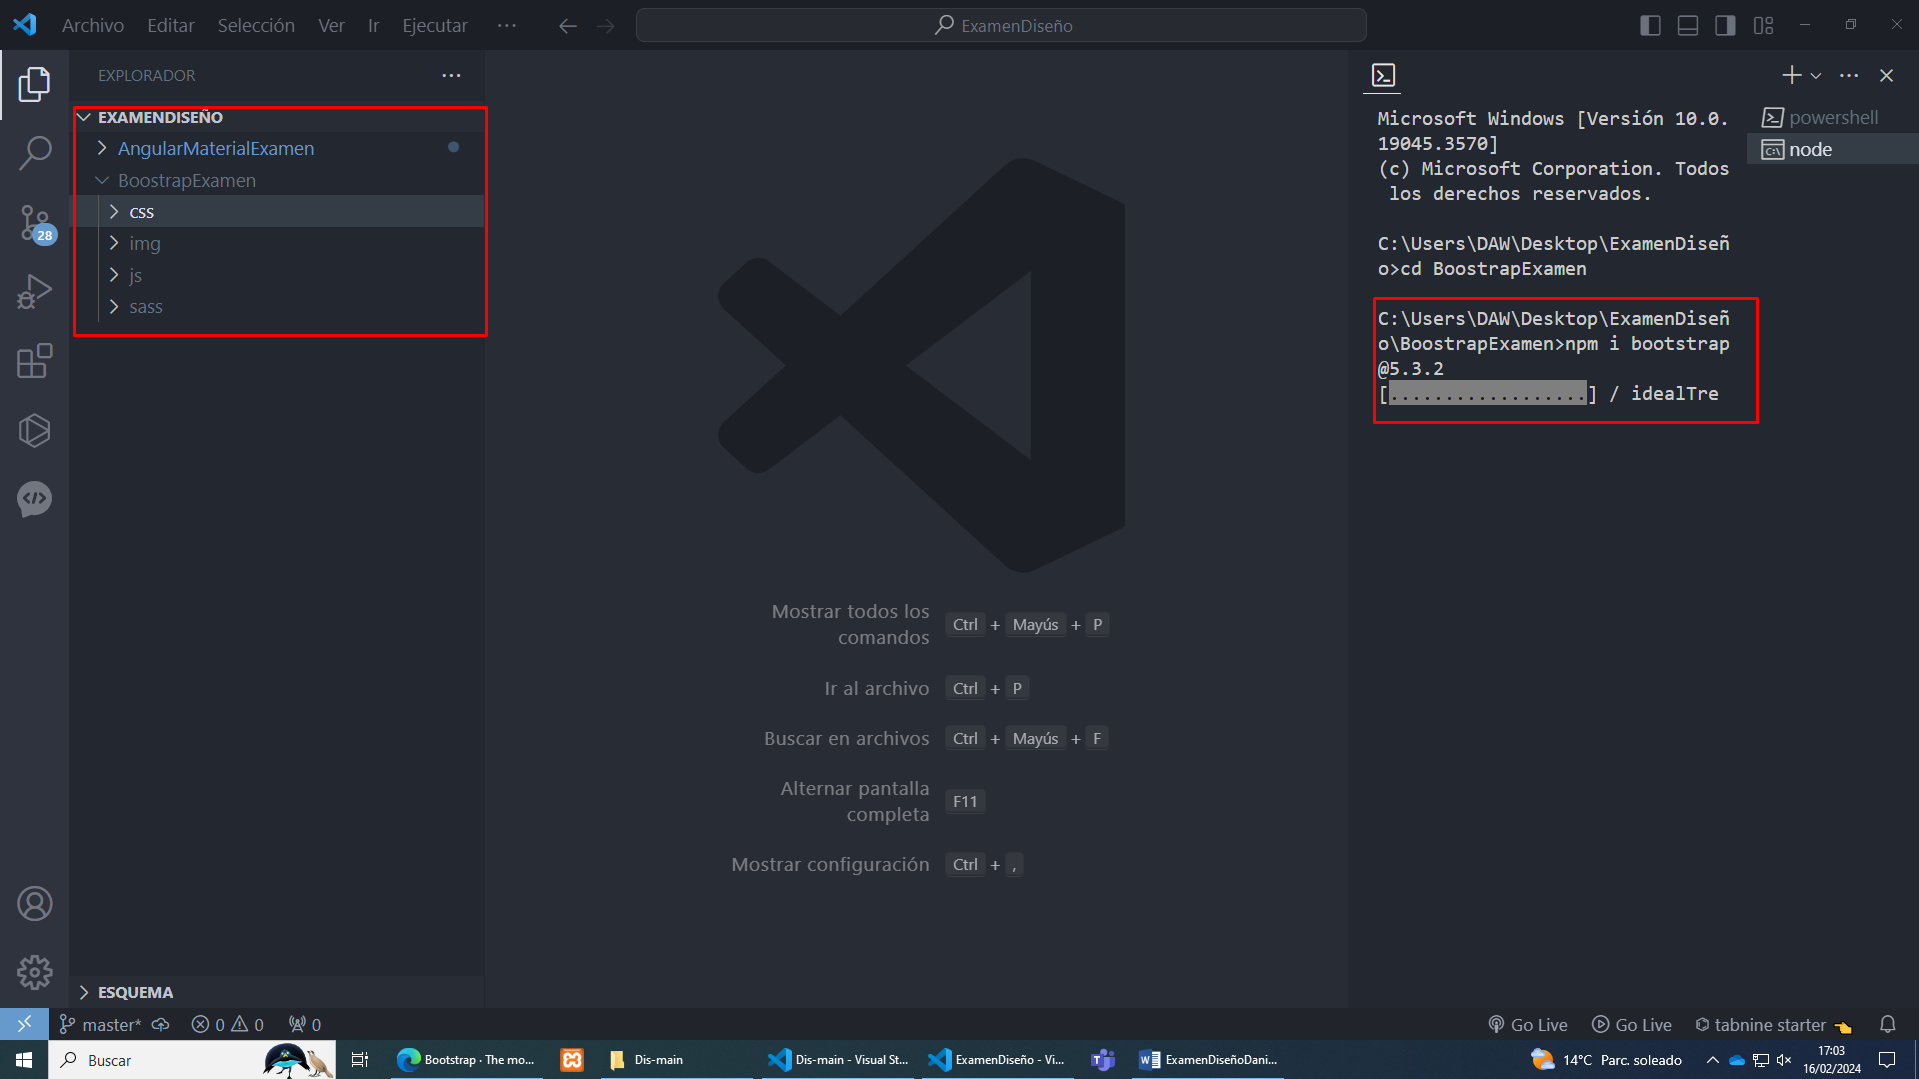 Archivo Editar Selección Ver Ir Ejecutar ···
ExamenDiseño
EXPLORADOR
EXAMENDISEÑO
AngularMaterialExamen
BoostrapExamen
css
img
js
sass
28
ESQUEMA
Mostrar todos los comandos Ctrl + Mayús + P
Ir al archivo Ctrl + P
Buscar en archivos Ctrl + Mayús + F
Alternar pantalla completa F11
Mostrar configuración Ctrl + ,
Microsoft Windows [Versión 10.0.
19045.3570]
(c) Microsoft Corporation. Todos
los derechos reservados.
C:\Users\DAW\Desktop\ExamenDiseñ
o>cd BoostrapExamen
C:\Users\DAW\Desktop\ExamenDiseñ
o\BoostrapExamen>npm i bootstrap
@5.3.2
[..................] / idealTre
powershell
node
master* 0 0 0
Go Live Go Live tabnine starter
Buscar
Bootstrap · The mo...
Dis-main
Dis-main - Visual St...
ExamenDiseño - Vi...
ExamenDiseñoDani...
14°C Parc. soleado
17:03
16/02/2024